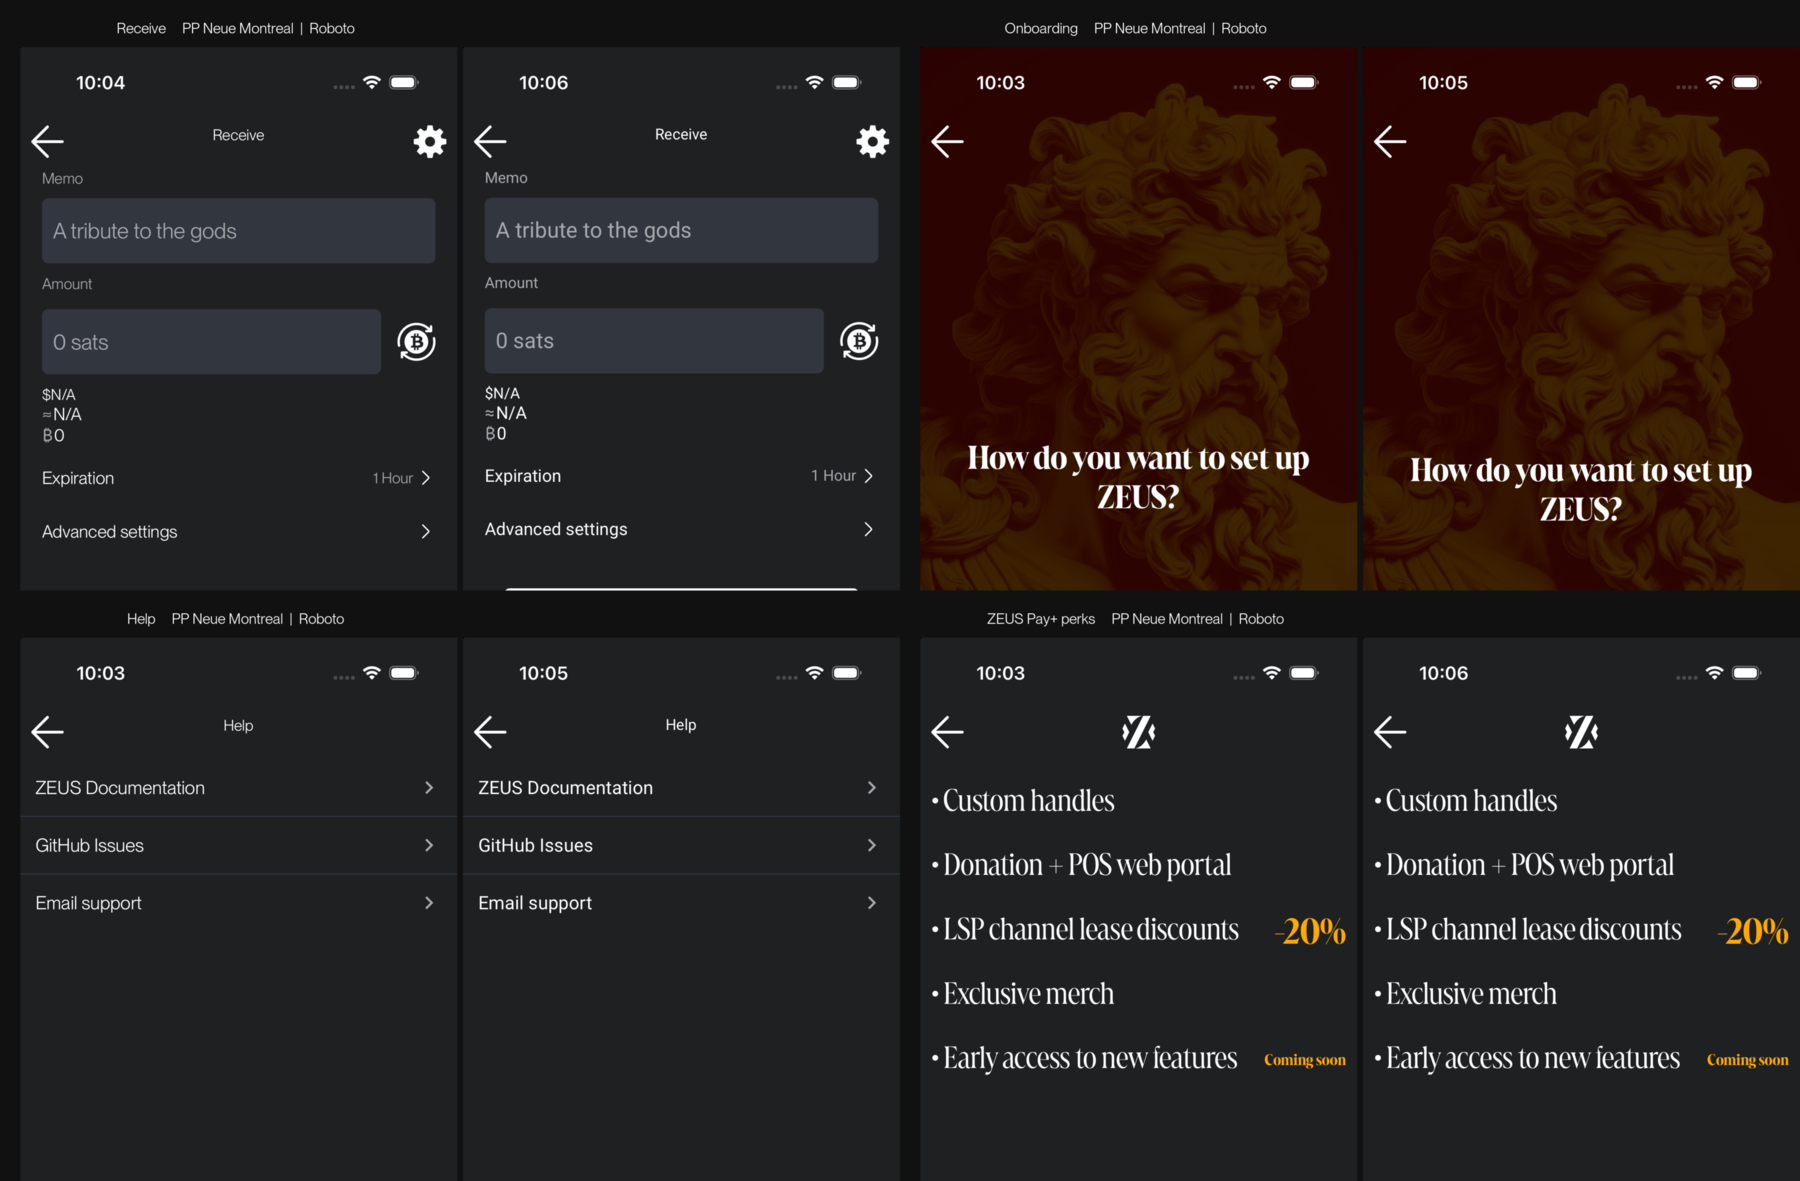 Receive PP Neue Montreal | Roboto
10:04
Receive
Memo
A tribute to the gods
Amount
0 sats
$N/A
≈N/A
₿0
Expiration 1 Hour
Advanced settings
10:06
Receive
Memo
A tribute to the gods
Amount
0 sats
$N/A
≈N/A
₿0
Expiration 1 Hour
Advanced settings
Onboarding PP Neue Montreal | Roboto
10:03
How do you want to set up
ZEUS?
10:05
How do you want to set up
ZEUS?
Help PP Neue Montreal | Roboto
10:03
Help
ZEUS Documentation
GitHub Issues
Email support
10:05
Help
ZEUS Documentation
GitHub Issues
Email support
ZEUS Pay+ perks PP Neue Montreal | Roboto
10:03
• Custom handles
• Donation + POS web portal
• LSP channel lease discounts -20%
• Exclusive merch
• Early access to new features Coming soon
10:06
• Custom handles
• Donation + POS web portal
• LSP channel lease discounts -20%
• Exclusive merch
• Early access to new features Coming soon